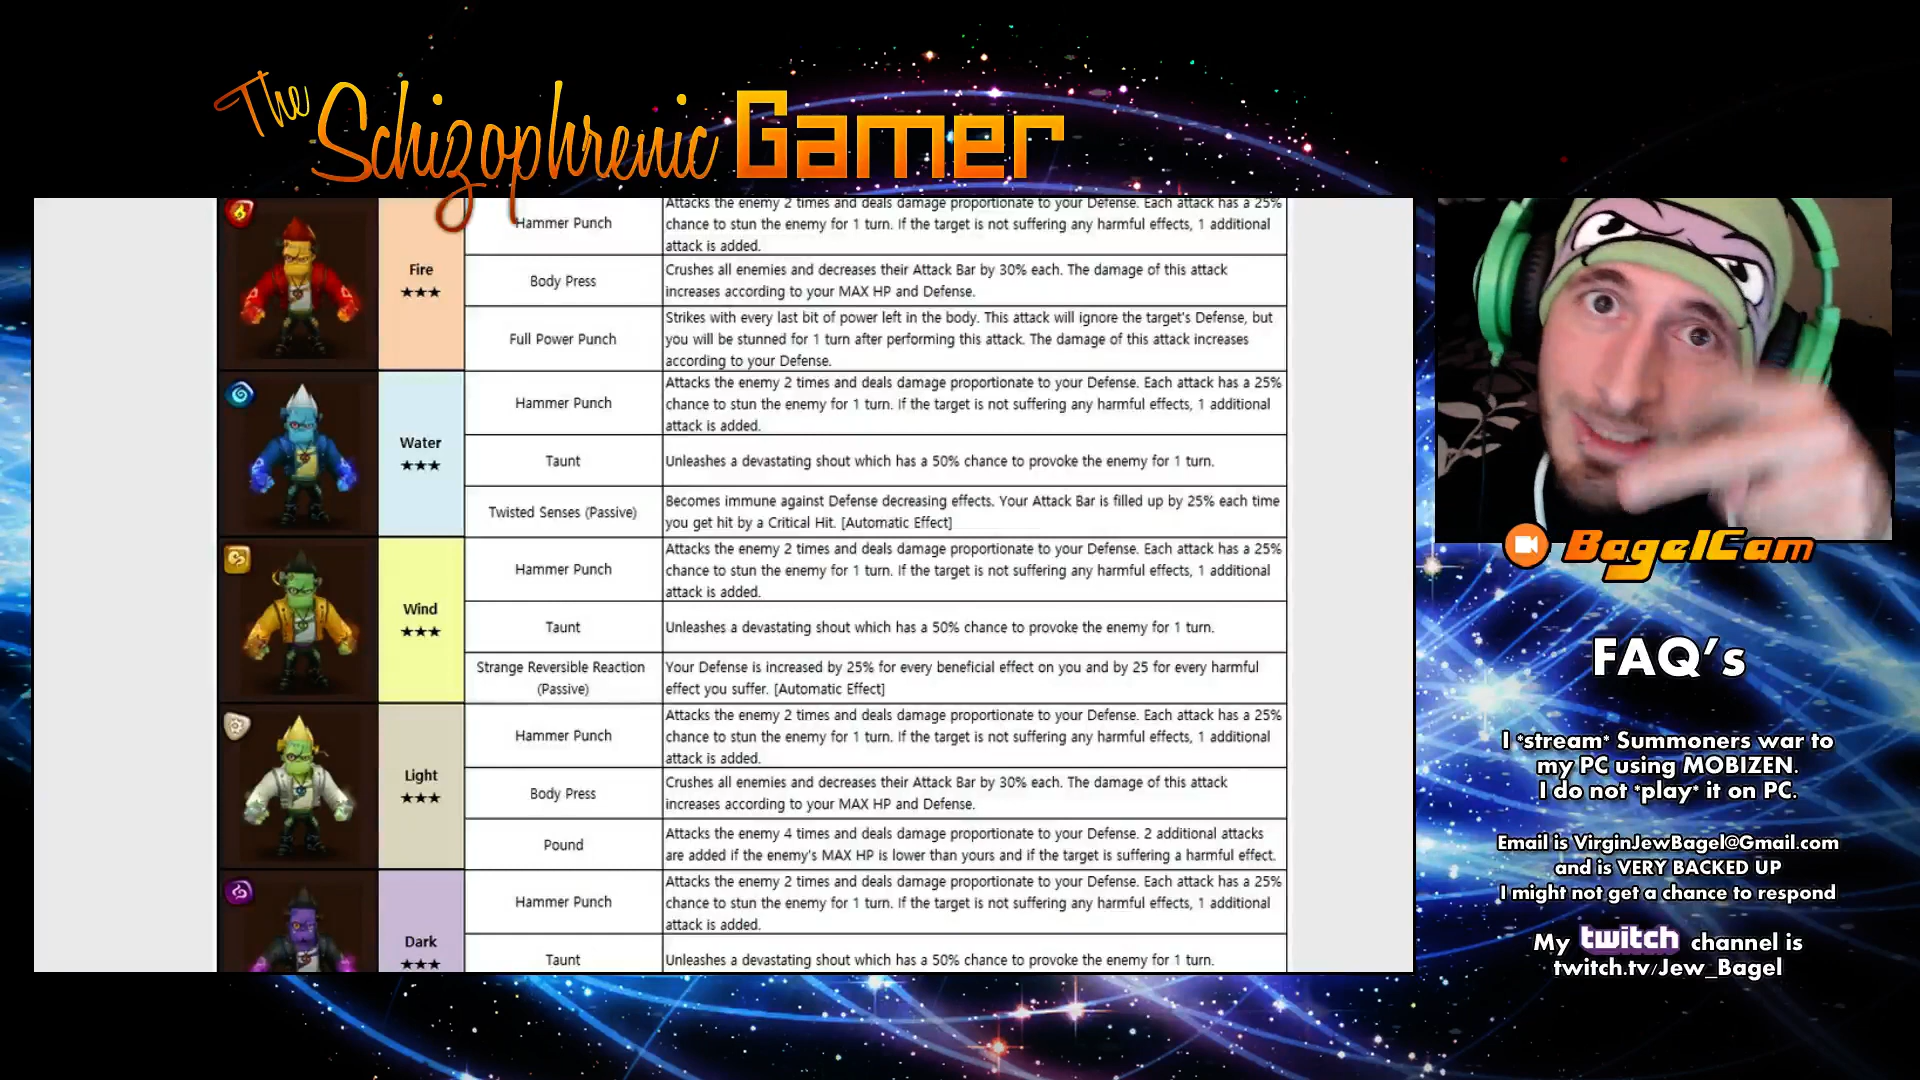 The Schizophrenic Gamer
Fire
★★★
Hammer Punch
Attacks the enemy 2 times and deals damage proportionate to your Defense. Each attack has a 25%
chance to stun the enemy for 1 turn. If the target is not suffering any harmful effects, 1 additional
attack is added.
Body Press
Crushes all enemies and decreases their Attack Bar by 30% each. The damage of this attack
increases according to your MAX HP and Defense.
Full Power Punch
Strikes with every last bit of power left in the body. This attack will ignore the target's Defense, but
you will be stunned for 1 turn after performing this attack. The damage of this attack increases
according to your Defense.
Water
★★★
Hammer Punch
Attacks the enemy 2 times and deals damage proportionate to your Defense. Each attack has a 25%
chance to stun the enemy for 1 turn. If the target is not suffering any harmful effects, 1 additional
attack is added.
Taunt
Unleashes a devastating shout which has a 50% chance to provoke the enemy for 1 turn.
Twisted Senses (Passive)
Becomes immune against Defense decreasing effects. Your Attack Bar is filled up by 25% each time
you get hit by a Critical Hit. [Automatic Effect]
Wind
★★★
Hammer Punch
Attacks the enemy 2 times and deals damage proportionate to your Defense. Each attack has a 25%
chance to stun the enemy for 1 turn. If the target is not suffering any harmful effects, 1 additional
attack is added.
Taunt
Unleashes a devastating shout which has a 50% chance to provoke the enemy for 1 turn.
Strange Reversible Reaction
(Passive)
Your Defense is increased by 25% for every beneficial effect on you and by 25 for every harmful
effect you suffer. [Automatic Effect]
Light
★★★
Hammer Punch
Attacks the enemy 2 times and deals damage proportionate to your Defense. Each attack has a 25%
chance to stun the enemy for 1 turn. If the target is not suffering any harmful effects, 1 additional
attack is added.
Body Press
Crushes all enemies and decreases their Attack Bar by 30% each. The damage of this attack
increases according to your MAX HP and Defense.
Pound
Attacks the enemy 4 times and deals damage proportionate to your Defense. 2 additional attacks
are added if the enemy's MAX HP is lower than yours and if the target is suffering a harmful effect.
Dark
★★★
Hammer Punch
Attacks the enemy 2 times and deals damage proportionate to your Defense. Each attack has a 25%
chance to stun the enemy for 1 turn. If the target is not suffering any harmful effects, 1 additional
attack is added.
Taunt
Unleashes a devastating shout which has a 50% chance to provoke the enemy for 1 turn.
BagelCam
FAQ's
I *stream* Summoners war to
my PC using MOBIZEN.
I do not *play* it on PC.
Email is VirginJewBagel@Gmail.com
and is VERY BACKED UP
I might not get a chance to respond
My twitch channel is
twitch.tv/Jew_Bagel